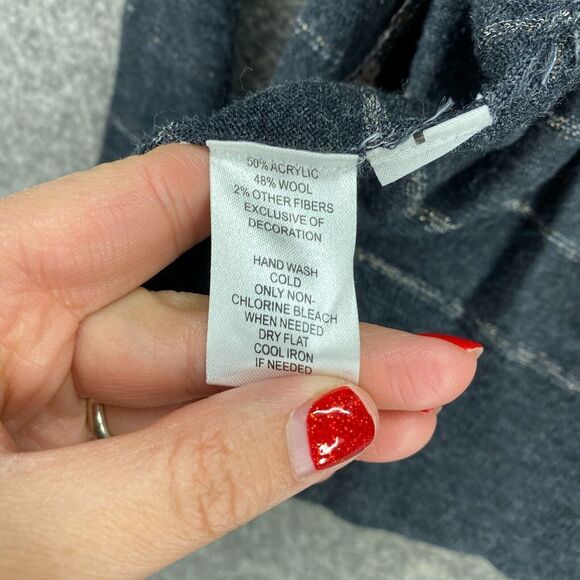 50% ACRYLIC
48% WOOL
2% OTHER FIBERS
EXCLUSIVE OF
DECORATION
HAND WASH
COLD
ONLY NON-
CHLORINE BLEACH
WHEN NEEDED
DRY FLAT
COOL IRON
IF NEEDED